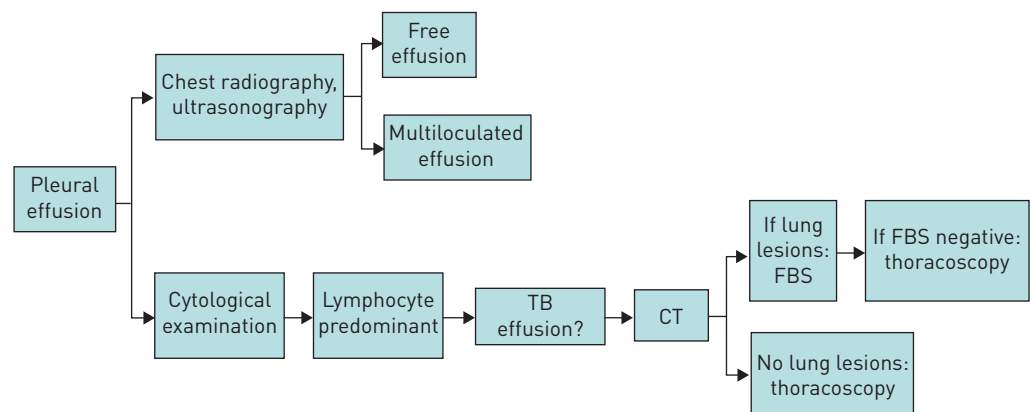 Pleural
effusion
Chest radiography,
ultrasonography
Free
effusion
Multiloculated
effusion
Cytological
examination
Lymphocyte
predominant
TB
effusion?
CT
If lung
lesions:
FBS
If FBS negative:
thoracoscopy
No lung lesions:
thoracoscopy